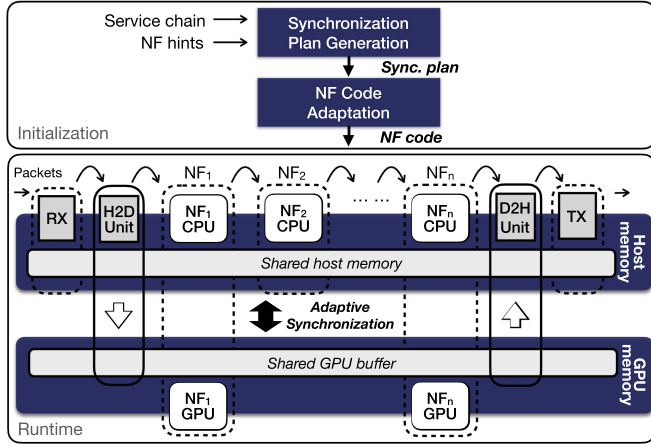 Service chain
NF hints
Synchronization
Plan Generation
Sync. plan
NF Code
Adaptation
NF code
Initialization
Packets
NF1
NF2
... ...
NFn
RX
H2D
Unit
NF1
CPU
NF2
CPU
NFn
CPU
D2H
Unit
TX
Host
memory
Shared host memory
Adaptive
Synchronization
Shared GPU buffer
GPU
memory
NF1
GPU
NFn
GPU
Runtime